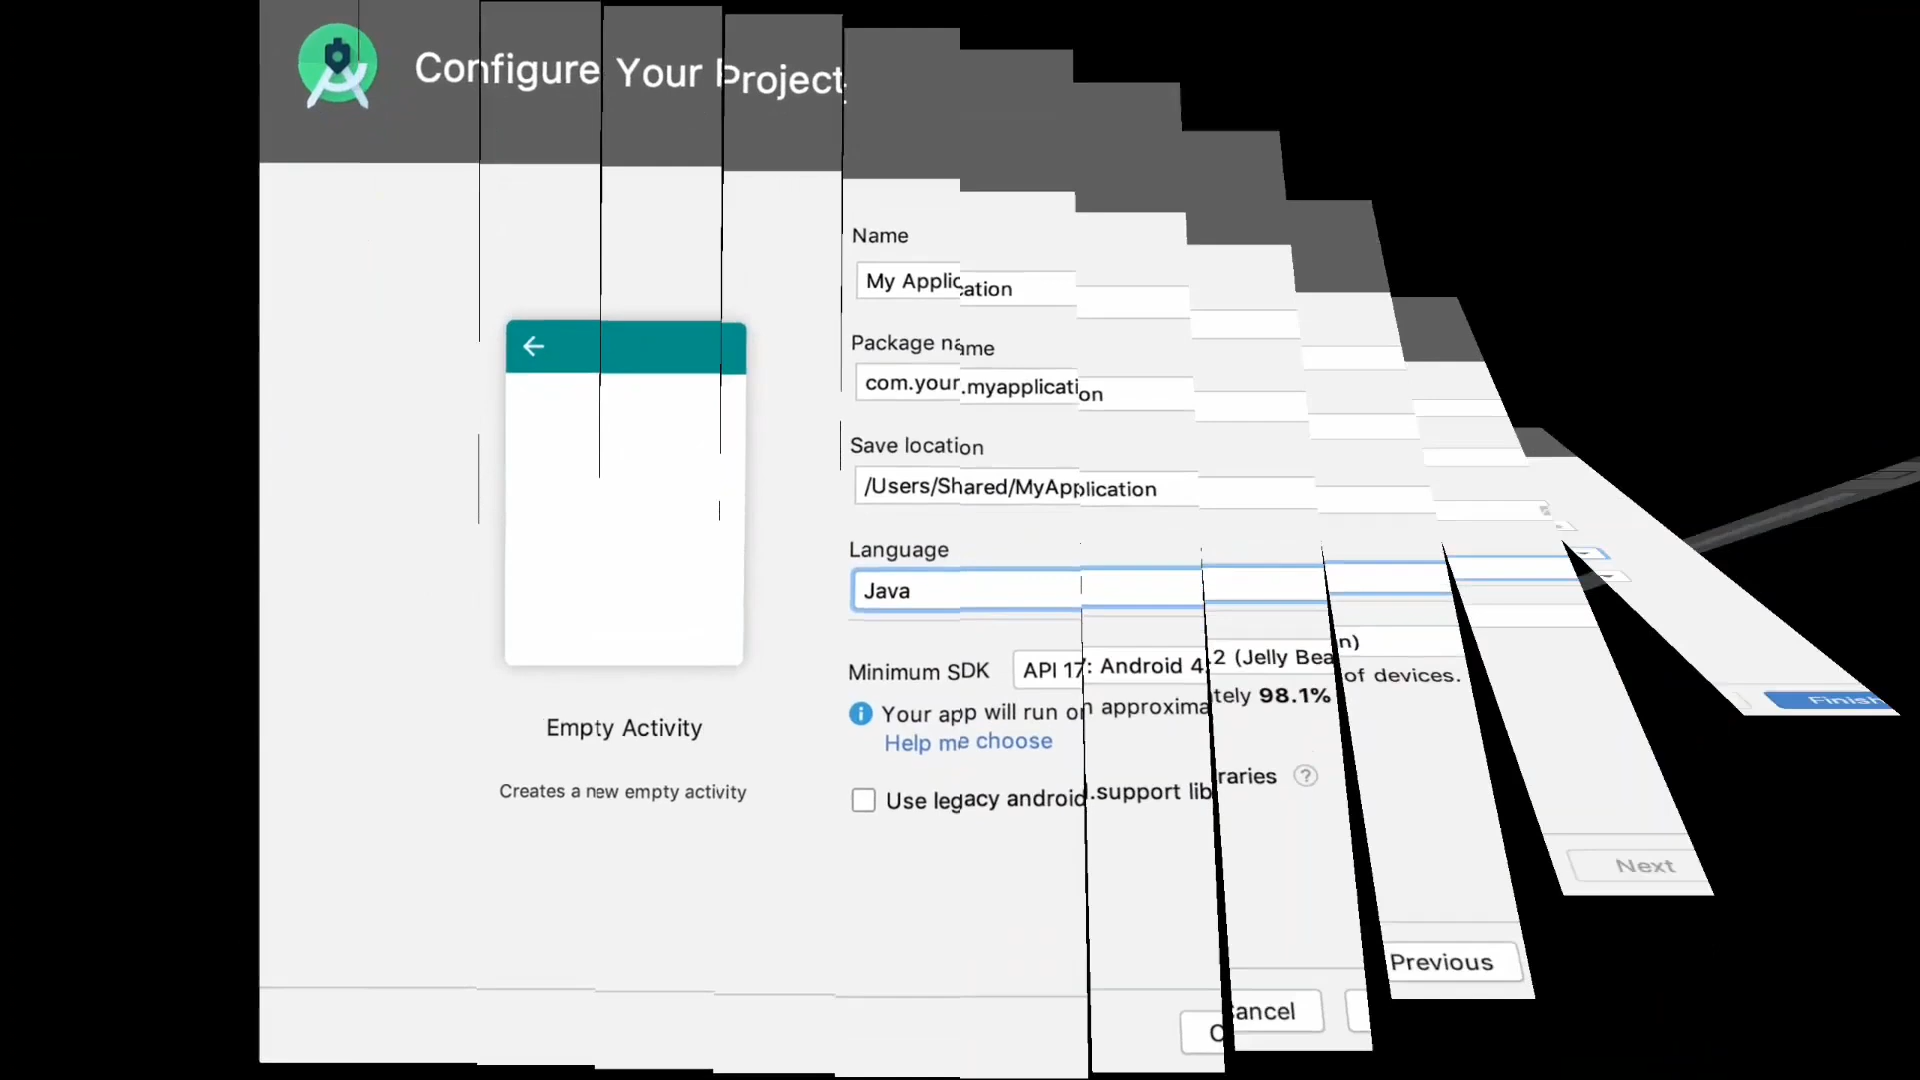 Configure Your Project
Name
My Application
Package name
com.your.myapplication
Save location
/Users/Shared/MyApplication
Language
Java
Minimum SDK
API 17: Android 4.2 (Jelly Bean)
Your app will run on approximately 98.1% of devices.
Help me choose
Use legacy android.support libraries
?
Empty Activity
Creates a new empty activity
Cancel
Previous
Next
Finish